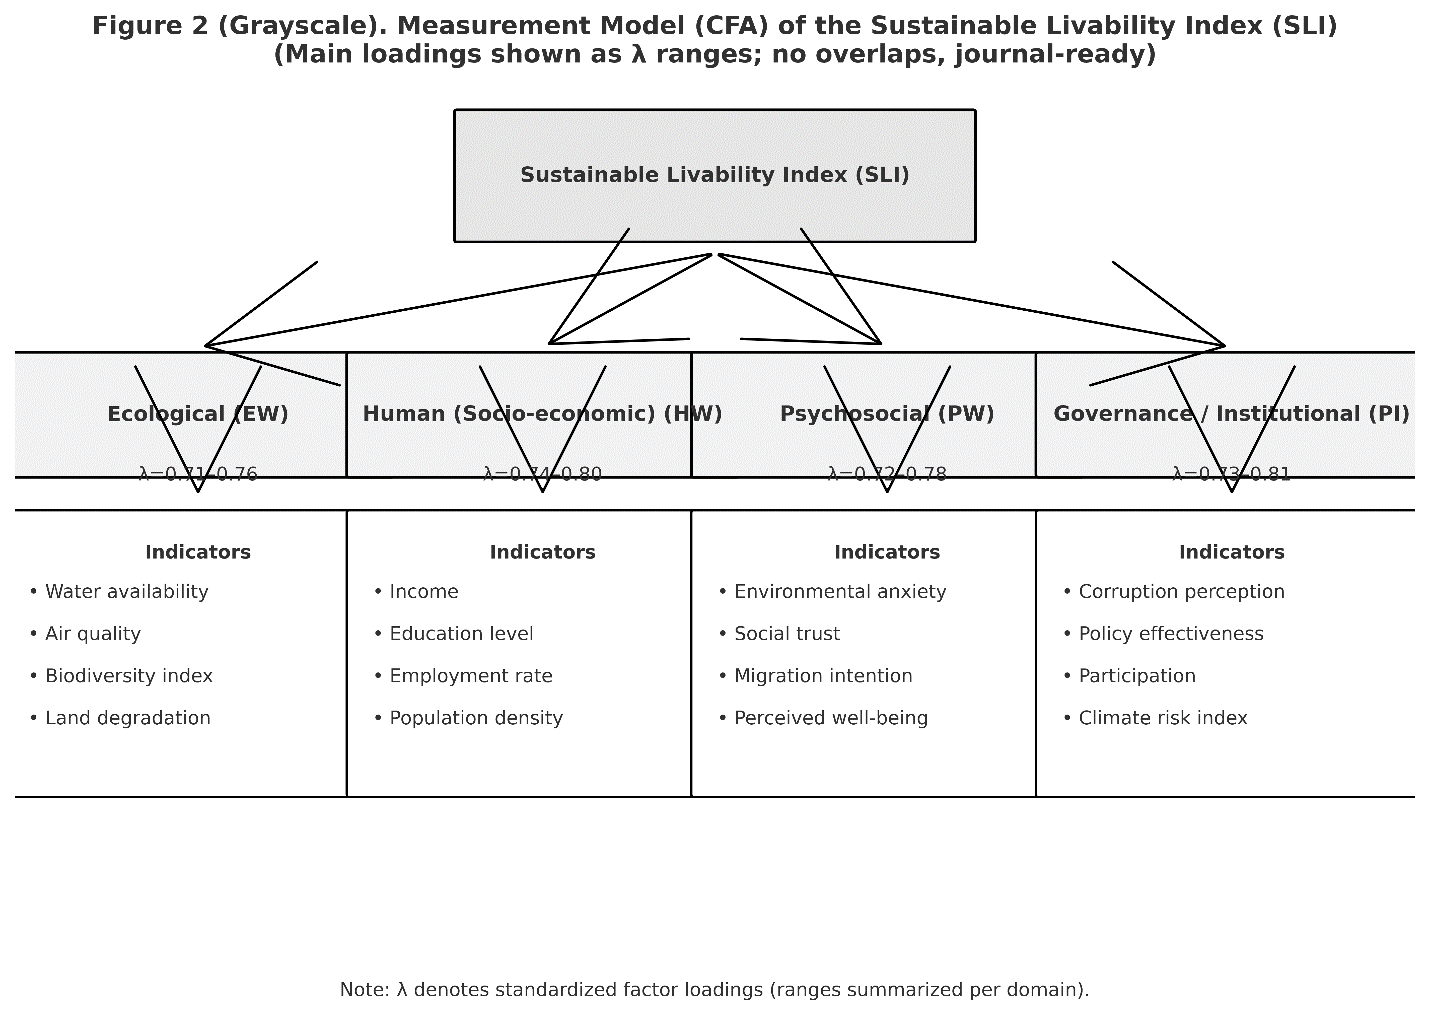 Figure 2 (Grayscale). Measurement Model (CFA) of the Sustainable Livability Index (SLI)
(Main loadings shown as λ ranges; no overlaps, journal-ready)
Sustainable Livability Index (SLI)
Ecological (EW)
λ=0.71–0.76
Human (Socio-economic) (HW)
λ=0.74–0.80
Psychosocial (PW)
λ=0.72–0.78
Governance / Institutional (PI)
λ=0.73–0.81
Indicators
• Water availability
• Air quality
• Biodiversity index
• Land degradation
Indicators
• Income
• Education level
• Employment rate
• Population density
Indicators
• Environmental anxiety
• Social trust
• Migration intention
• Perceived well-being
Indicators
• Corruption perception
• Policy effectiveness
• Participation
• Climate risk index
Note: λ denotes standardized factor loadings (ranges summarized per domain).